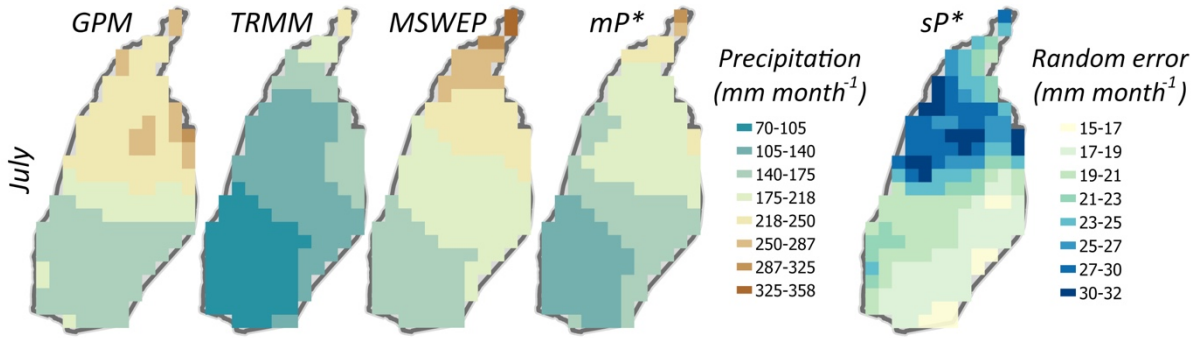 GPM
TRMM
MSWEP
mP*
sP*
July
Precipitation
(mm month⁻¹)
70-105
105-140
140-175
175-218
218-250
250-287
287-325
325-358
Random error
(mm month⁻¹)
15-17
17-19
19-21
21-23
23-25
25-27
27-30
30-32